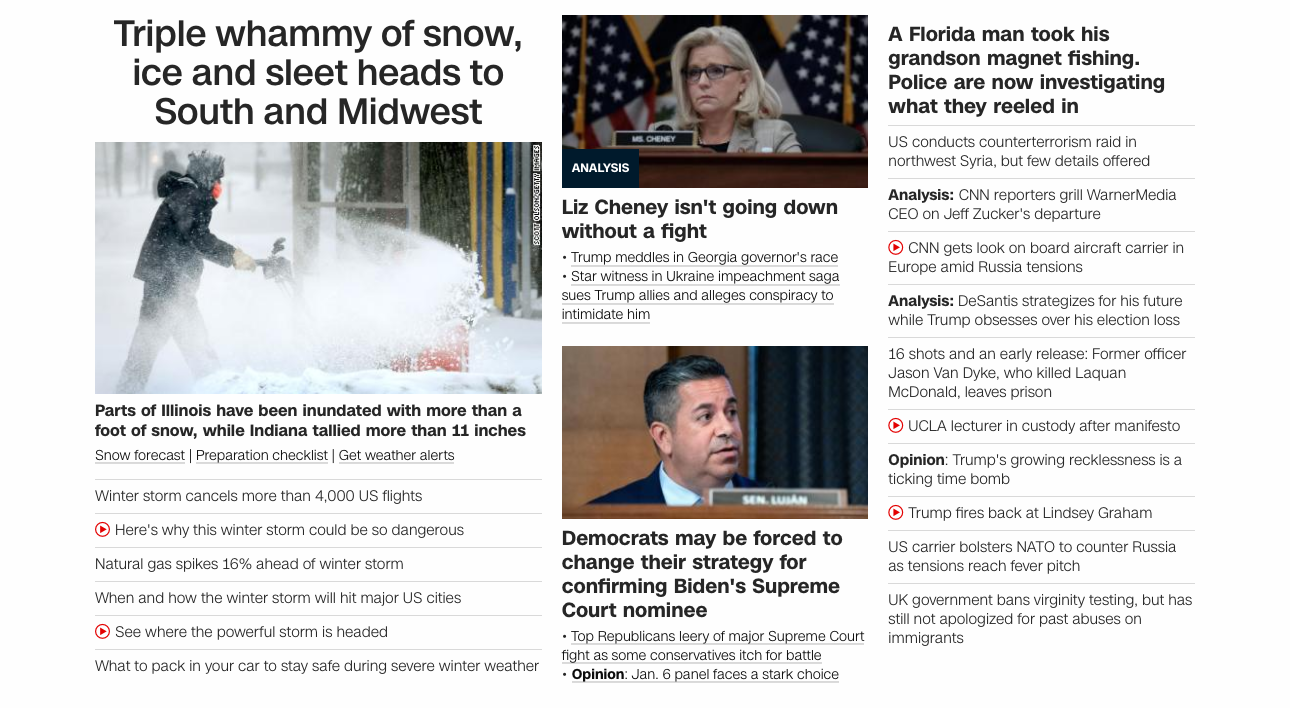 Triple whammy of snow,
ice and sleet heads to
South and Midwest
SCOTT OLSON/GETTY IMAGES
Parts of Illinois have been inundated with more than a
foot of snow, while Indiana tallied more than 11 inches
Snow forecast | Preparation checklist | Get weather alerts
Winter storm cancels more than 4,000 US flights
Here's why this winter storm could be so dangerous
Natural gas spikes 16% ahead of winter storm
When and how the winter storm will hit major US cities
See where the powerful storm is headed
What to pack in your car to stay safe during severe winter weather
MS. CHENEY
ANALYSIS
Liz Cheney isn't going down
without a fight
• Trump meddles in Georgia governor's race
• Star witness in Ukraine impeachment saga
sues Trump allies and alleges conspiracy to
intimidate him
SEN. LUJÁN
Democrats may be forced to
change their strategy for
confirming Biden's Supreme
Court nominee
• Top Republicans leery of major Supreme Court
fight as some conservatives itch for battle
• Opinion: Jan. 6 panel faces a stark choice
A Florida man took his
grandson magnet fishing.
Police are now investigating
what they reeled in
US conducts counterterrorism raid in
northwest Syria, but few details offered
Analysis: CNN reporters grill WarnerMedia
CEO on Jeff Zucker's departure
CNN gets look on board aircraft carrier in
Europe amid Russia tensions
Analysis: DeSantis strategizes for his future
while Trump obsesses over his election loss
16 shots and an early release: Former officer
Jason Van Dyke, who killed Laquan
McDonald, leaves prison
UCLA lecturer in custody after manifesto
Opinion: Trump's growing recklessness is a
ticking time bomb
Trump fires back at Lindsey Graham
US carrier bolsters NATO to counter Russia
as tensions reach fever pitch
UK government bans virginity testing, but has
still not apologized for past abuses on
immigrants